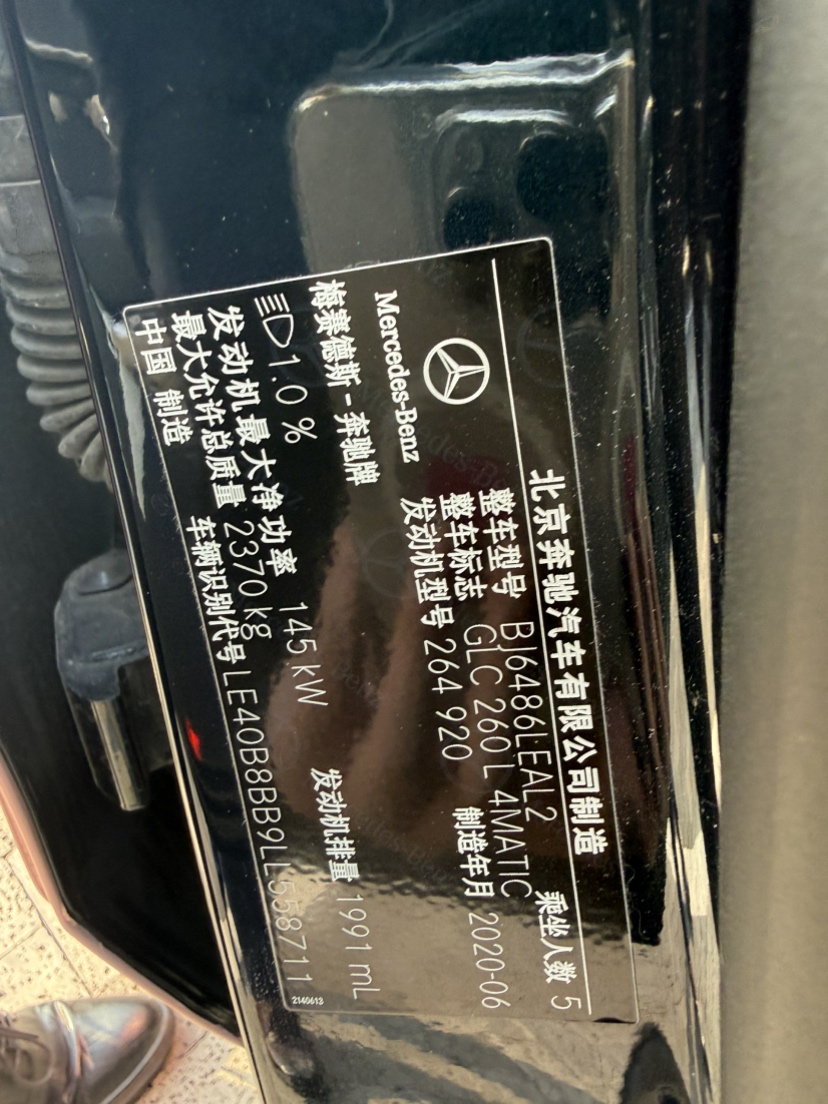 北京奔驰汽车有限公司制造
整车型号 BJ6486LEAL2 乘坐人数 5
整车标志 GLC 260 L 4MATIC
发动机型号 264 920 制造年月 2020-06
Mercedes-Benz
梅赛德斯-奔驰牌
1.0 % 发动机排量 1991 mL
发动机最大净功率 145 kW
最大允许总质量 2370 kg
中国 制造 车辆识别代号 LE40B8BB9LL558711
2140613